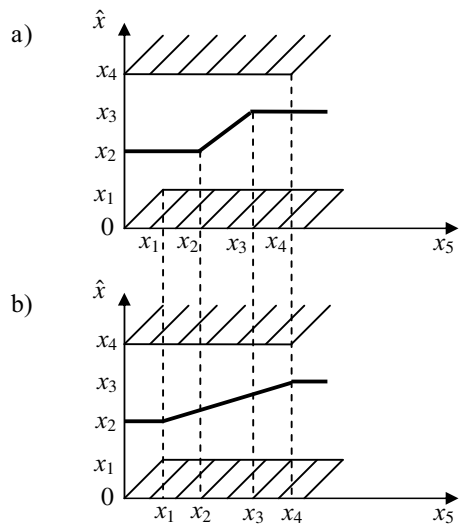 a)
x̂
x₄
x₃
x₂
x₁
0
x₁ x₂ x₃ x₄ x₅
b)
x̂
x₄
x₃
x₂
x₁
0
x₁ x₂ x₃ x₄ x₅